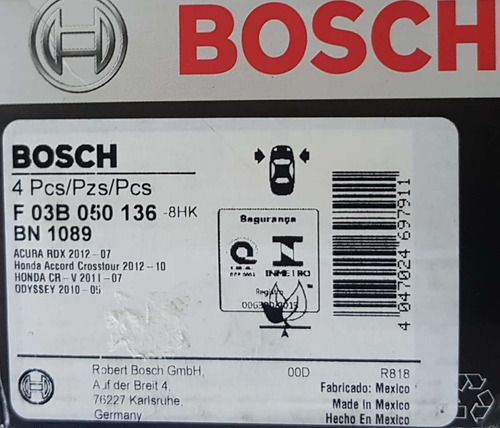 BOSCH
BOSCH
4 Pcs/Pzs/Pcs
F 03B 050 136 -8HK
BN 1089
ACURA RDX 2012-07
Honda Accord Crosstour 2012-10
HONDA CR-V 2011-07
ODYSSEY 2010-05
Segurança
INMETRO
Registro
4 047024 697911
Robert Bosch GmbH,
Auf der Breit 4,
76227 Karlsruhe,
Germany
00D
R818
Fabricado: Mexico
Made in Mexico
Hecho En Mexico